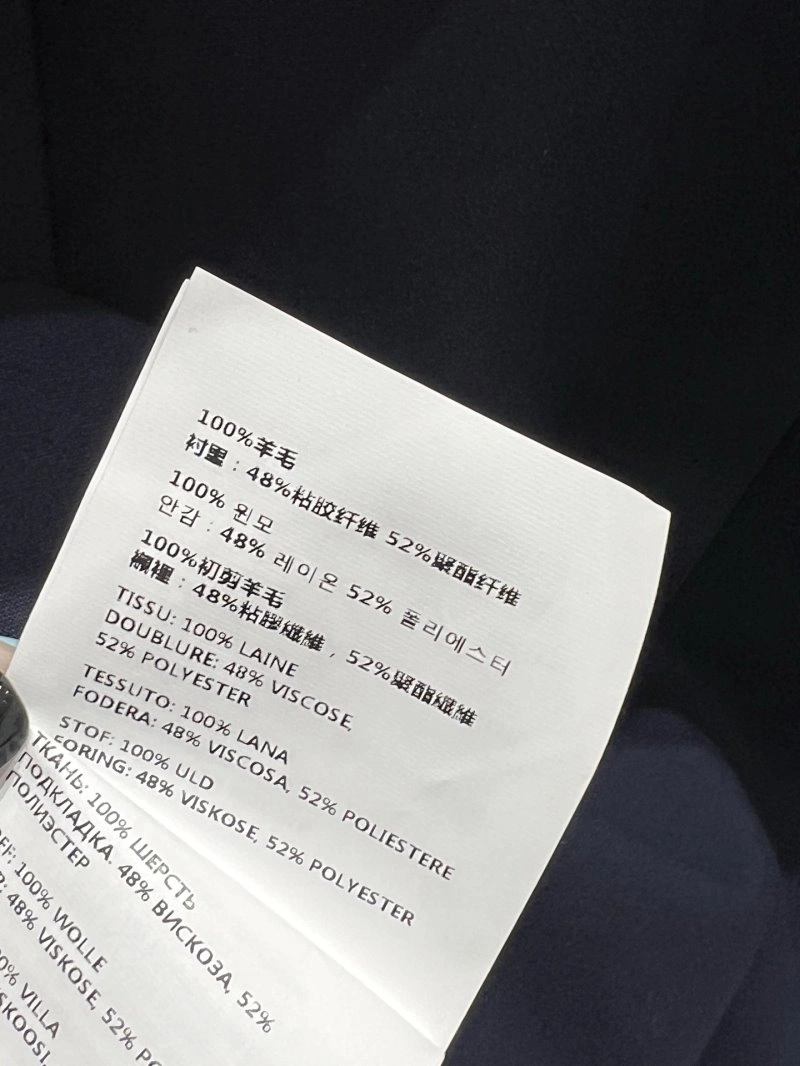 100%羊毛
衬里：48%粘胶纤维 52%聚酯纤维
100% 윈모
안감 : 48% 레이온 52% 폴리에스터
100%初剪羊毛
襯裡：48%粘膠纖維，52%聚酯纖維
TISSU: 100% LAINE
DOUBLURE: 48% VISCOSE,
52% POLYESTER
TESSUTO: 100% LANA
FODERA: 48% VISCOSA, 52% POLIESTERE
STOF: 100% ULD
FORING: 48% VISKOSE, 52% POLYESTER
ТКАНЬ: 100% ШЕРСТЬ
ПОДКЛАДКА, 48% ВИСКОЗА, 52%
ПОЛИЭСТЕР
100% WOLLE
48% VISKOSE, 52%
VILLA